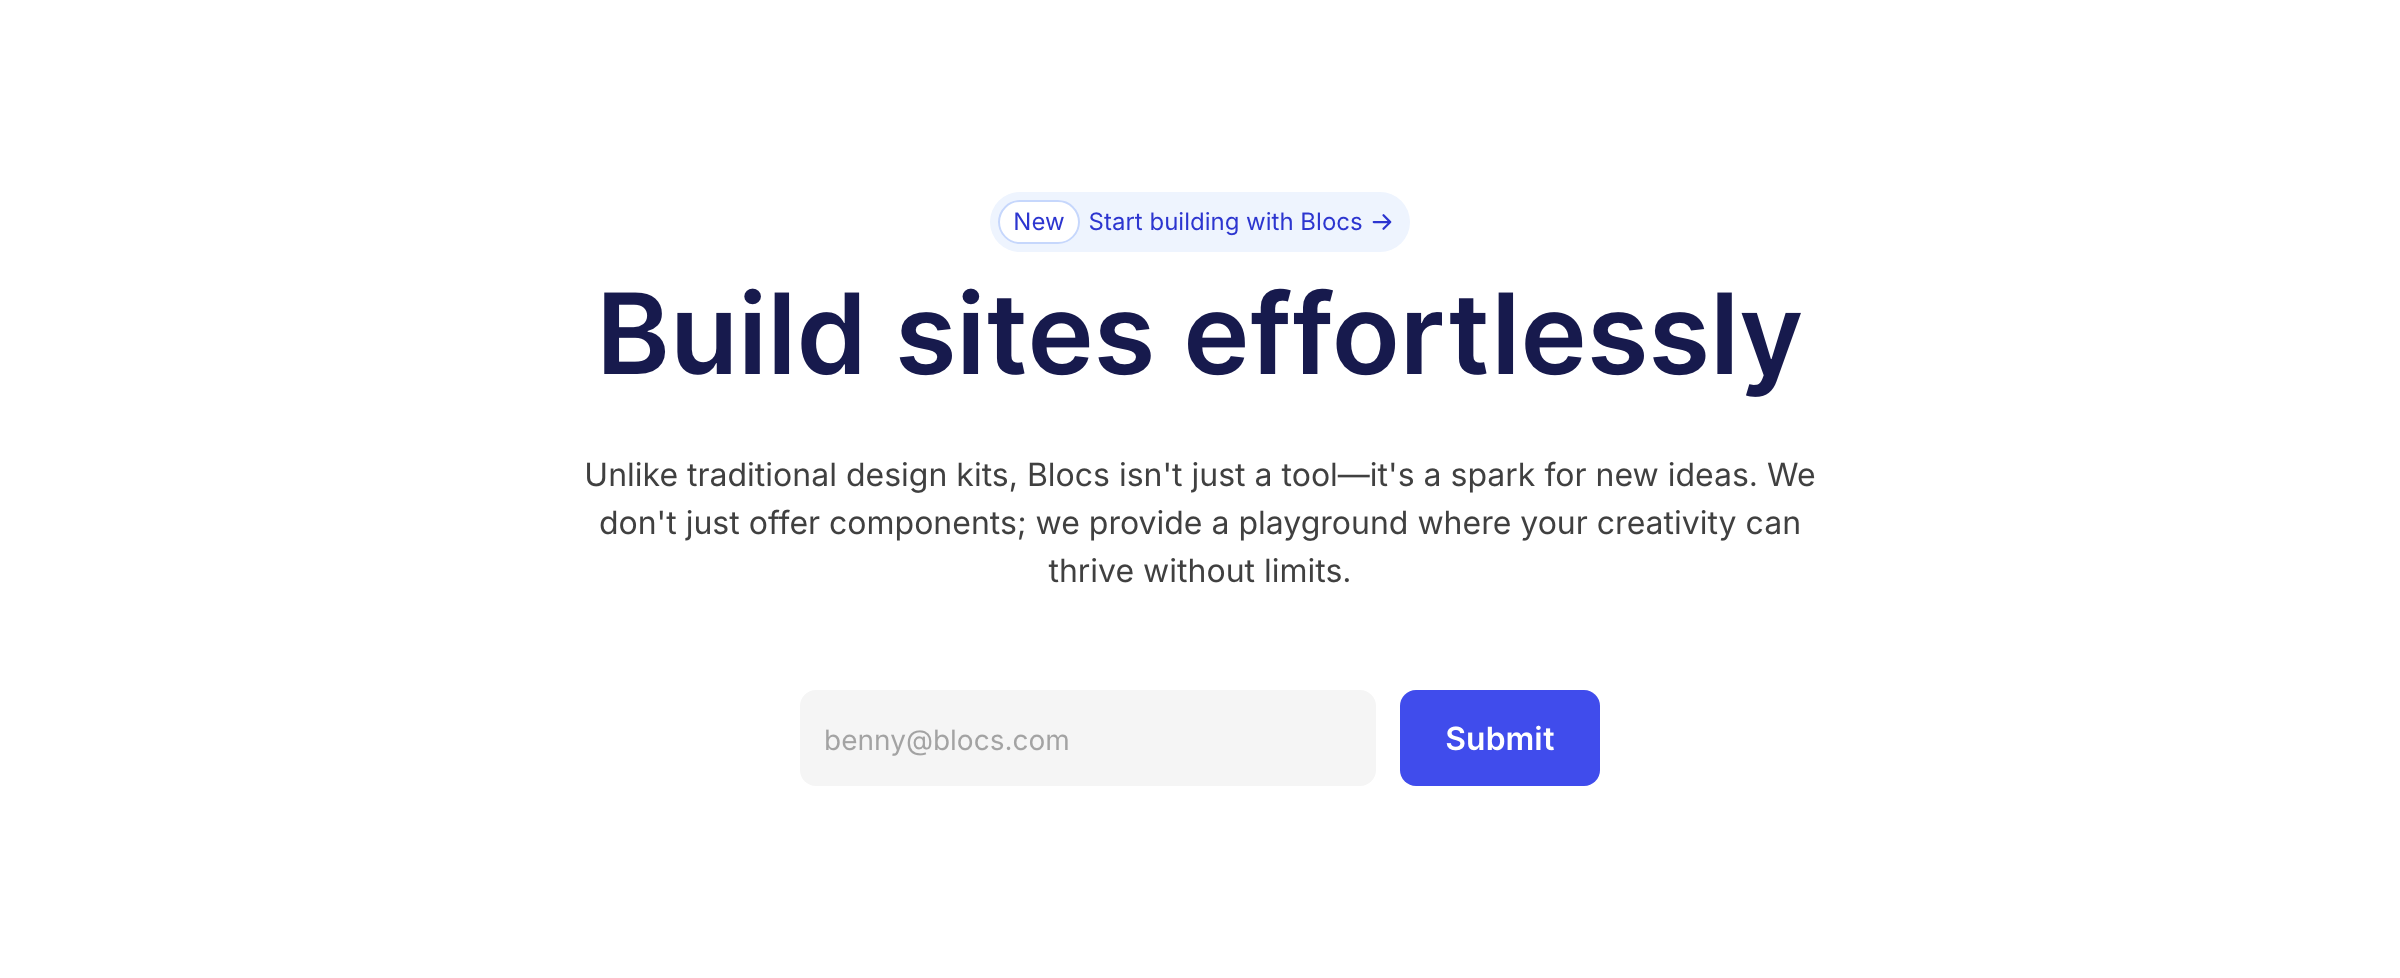 New Start building with Blocs →
Build sites effortlessly
Unlike traditional design kits, Blocs isn't just a tool—it's a spark for new ideas. We
don't just offer components; we provide a playground where your creativity can
thrive without limits.
benny@blocs.com Submit